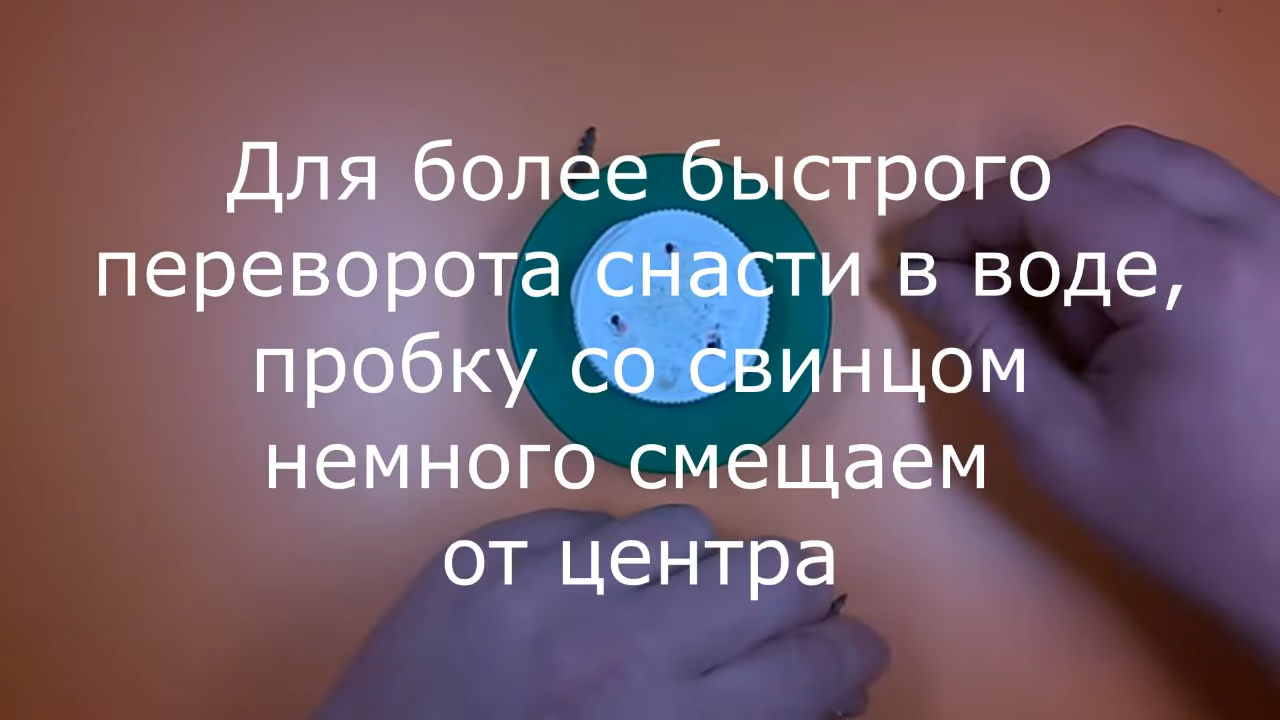 Для более быстрого
переворота снасти в воде,
пробку со свинцом
немного смещаем
от центра